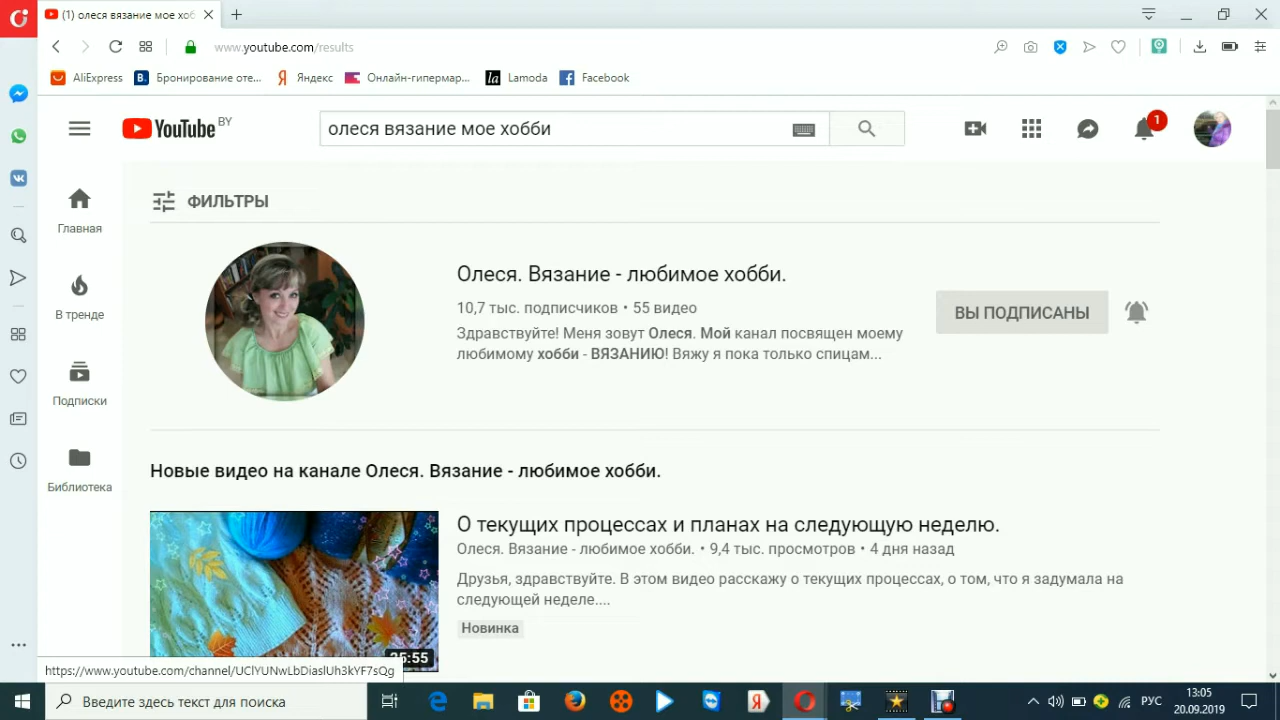 (1) олеся вязание мое хоб
www.youtube.com/results
AliExpress
Бронирование оте...
Яндекс
Онлайн-гипермар...
Lamoda
Facebook
YouTube BY
олеся вязание мое хобби
1
ФИЛЬТРЫ
Главная
В тренде
Подписки
Библиотека
Олеся. Вязание - любимое хобби.
10,7 тыс. подписчиков • 55 видео
Здравствуйте! Меня зовут Олеся. Мой канал посвящен моему
любимому хобби - ВЯЗАНИЮ! Вяжу я пока только спицам...
ВЫ ПОДПИСАНЫ
Новые видео на канале Олеся. Вязание - любимое хобби.
О текущих процессах и планах на следующую неделю.
Олеся. Вязание - любимое хобби. • 9,4 тыс. просмотров • 4 дня назад
Друзья, здравствуйте. В этом видео расскажу о текущих процессах, о том, что я задумала на
следующей неделе....
Новинка
https://www.youtube.com/channel/UClYUNwLbDiaslUh3kYF7sQg
Введите здесь текст для поиска
РУС
13:05
20.09.2019